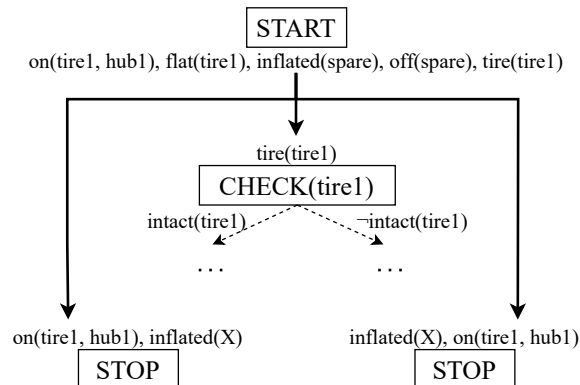 START
on(tire1, hub1), flat(tire1), inflated(spare), off(spare), tire(tire1)
tire(tire1)
CHECK(tire1)
intact(tire1) ¬intact(tire1)
... ...
on(tire1, hub1), inflated(X) inflated(X), on(tire1, hub1)
STOP STOP